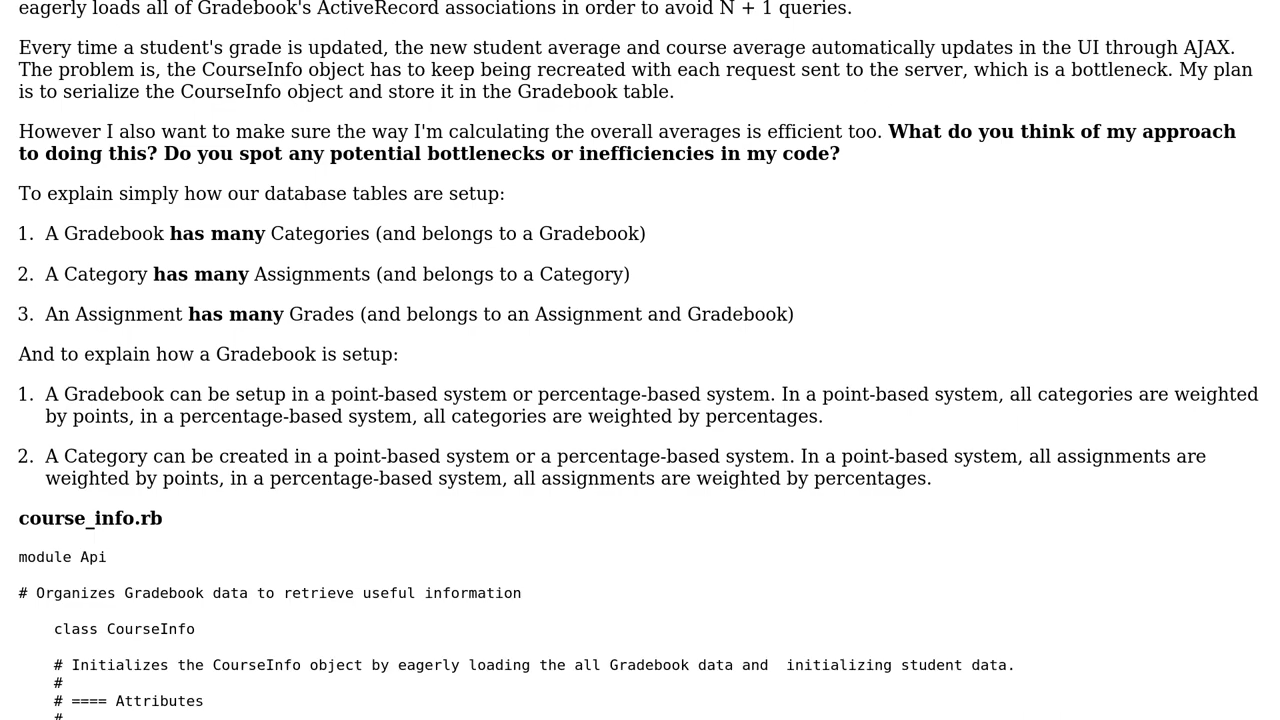 eagerly loads all of Gradebook's ActiveRecord associations in order to avoid N + 1 queries.
Every time a student's grade is updated, the new student average and course average automatically updates in the UI through AJAX.
The problem is, the CourseInfo object has to keep being recreated with each request sent to the server, which is a bottleneck. My plan
is to serialize the CourseInfo object and store it in the Gradebook table.
However I also want to make sure the way I'm calculating the overall averages is efficient too. What do you think of my approach
to doing this? Do you spot any potential bottlenecks or inefficiencies in my code?
To explain simply how our database tables are setup:
1. A Gradebook has many Categories (and belongs to a Gradebook)
2. A Category has many Assignments (and belongs to a Category)
3. An Assignment has many Grades (and belongs to an Assignment and Gradebook)
And to explain how a Gradebook is setup:
1. A Gradebook can be setup in a point-based system or percentage-based system. In a point-based system, all categories are weighted
by points, in a percentage-based system, all categories are weighted by percentages.
2. A Category can be created in a point-based system or a percentage-based system. In a point-based system, all assignments are
weighted by points, in a percentage-based system, all assignments are weighted by percentages.
course_info.rb
module Api
# Organizes Gradebook data to retrieve useful information
class CourseInfo
# Initializes the CourseInfo object by eagerly loading the all Gradebook data and  initializing student data.
#
# ==== Attributes
#